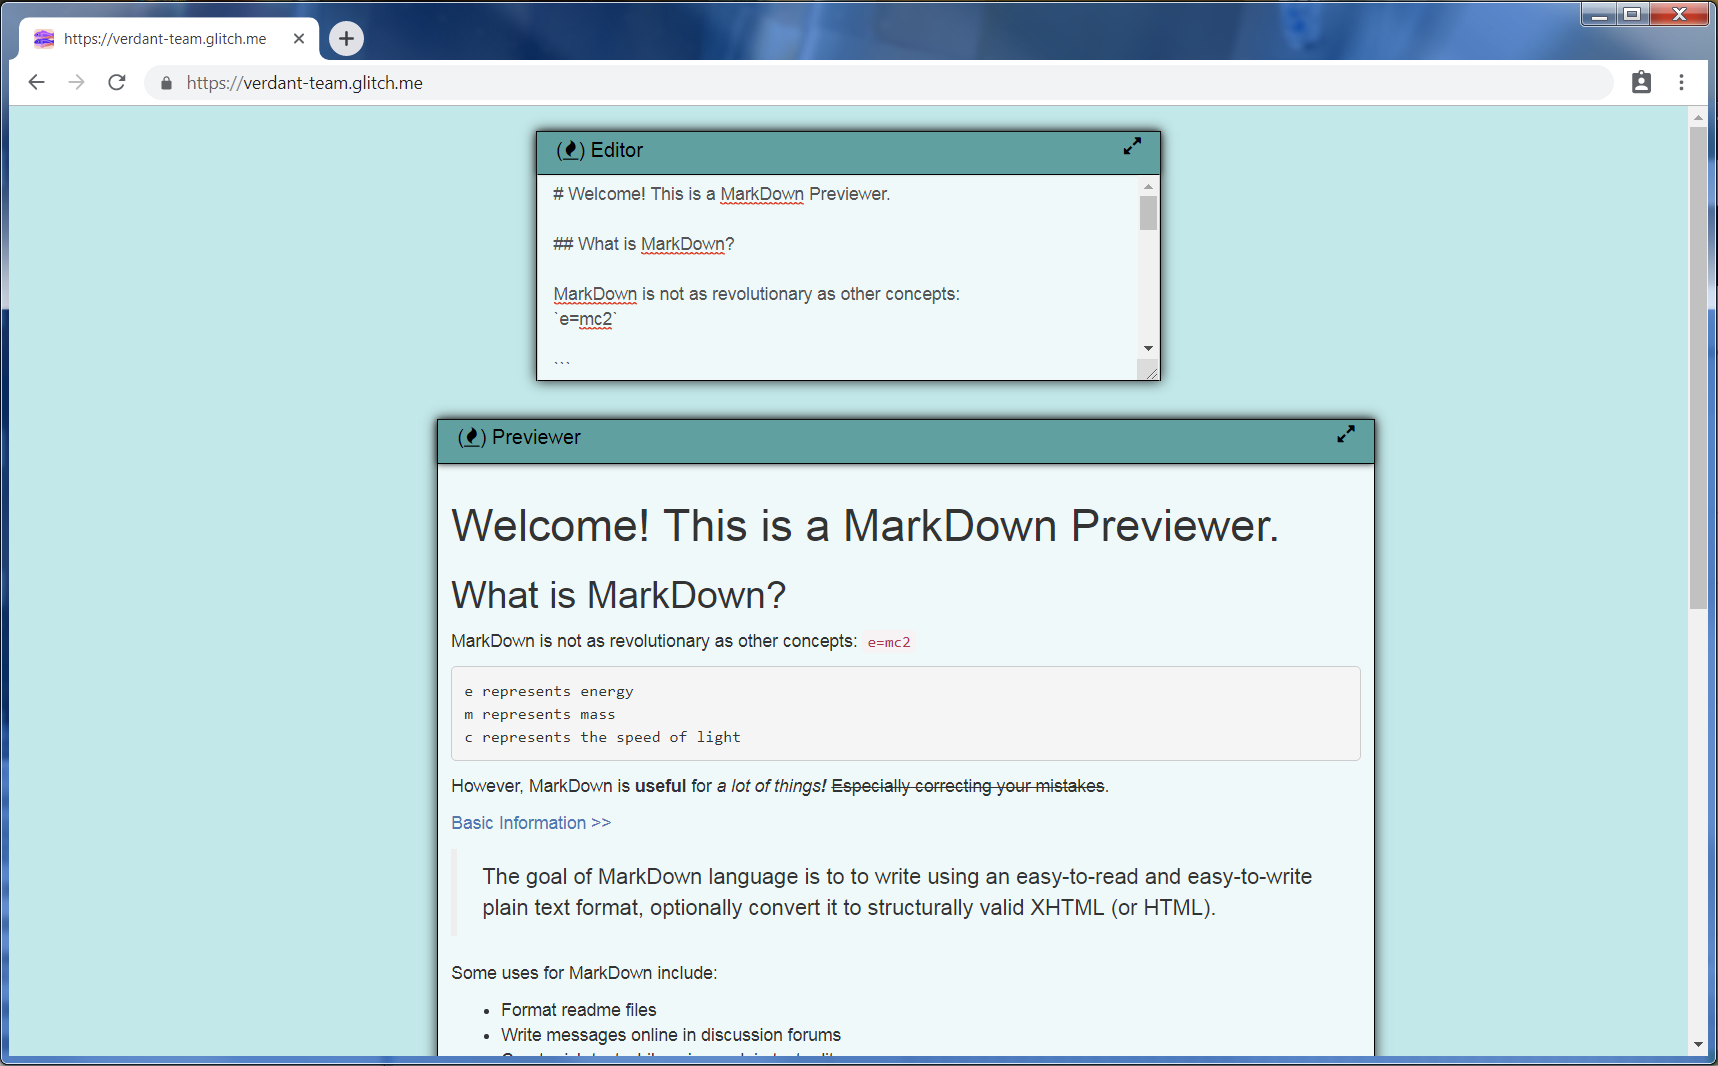 https://verdant-team.glitch.me
https://verdant-team.glitch.me
() Editor
# Welcome! This is a MarkDown Previewer.
## What is MarkDown?
MarkDown is not as revolutionary as other concepts:
`e=mc2`
```
() Previewer
Welcome! This is a MarkDown Previewer.
What is MarkDown?
MarkDown is not as revolutionary as other concepts: e=mc2
e represents energy
m represents mass
c represents the speed of light
However, MarkDown is useful for a lot of things! Especially correcting your mistakes.
Basic Information >>
The goal of MarkDown language is to to write using an easy-to-read and easy-to-write
plain text format, optionally convert it to structurally valid XHTML (or HTML).
Some uses for MarkDown include:
• Format readme files
• Write messages online in discussion forums